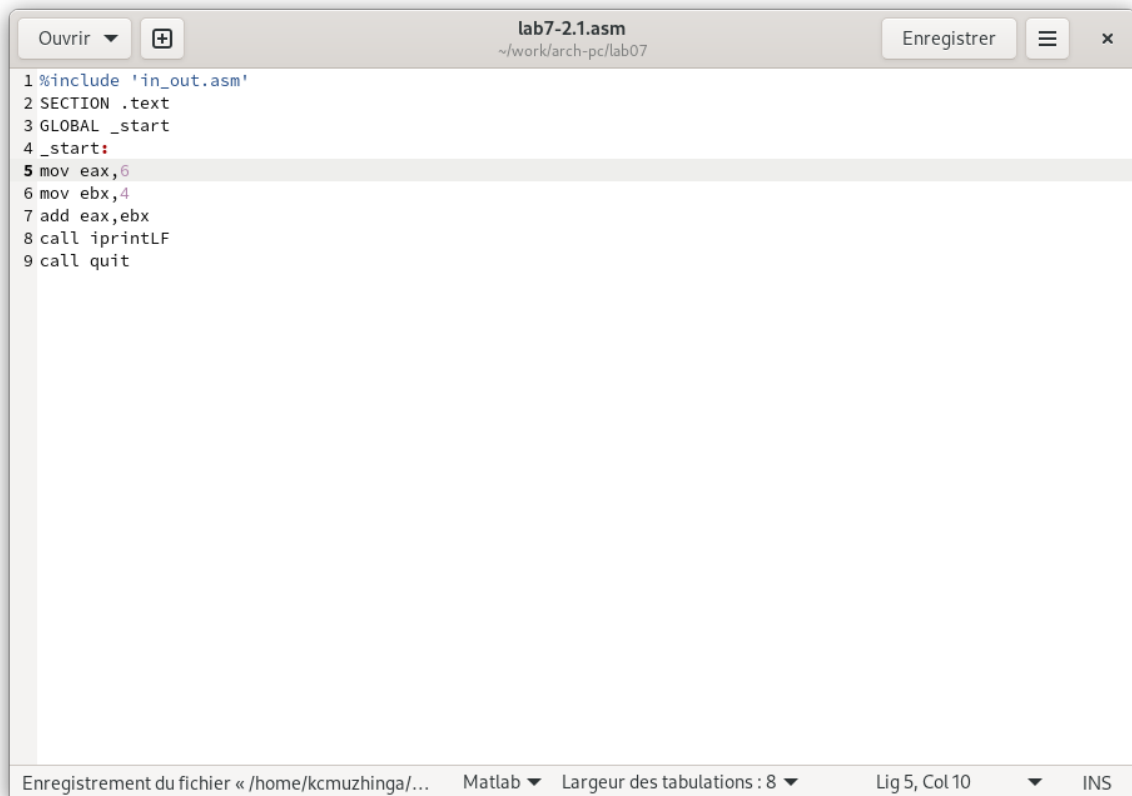 Ouvrir
lab7-2.1.asm
~/work/arch-pc/lab07
Enregistrer
1 %include 'in_out.asm'
2 SECTION .text
3 GLOBAL _start
4 _start:
5 mov eax,6
6 mov ebx,4
7 add eax,ebx
8 call iprintLF
9 call quit
Enregistrement du fichier « /home/kcmuzhinga/… Matlab Largeur des tabulations : 8 Lig 5, Col 10 INS